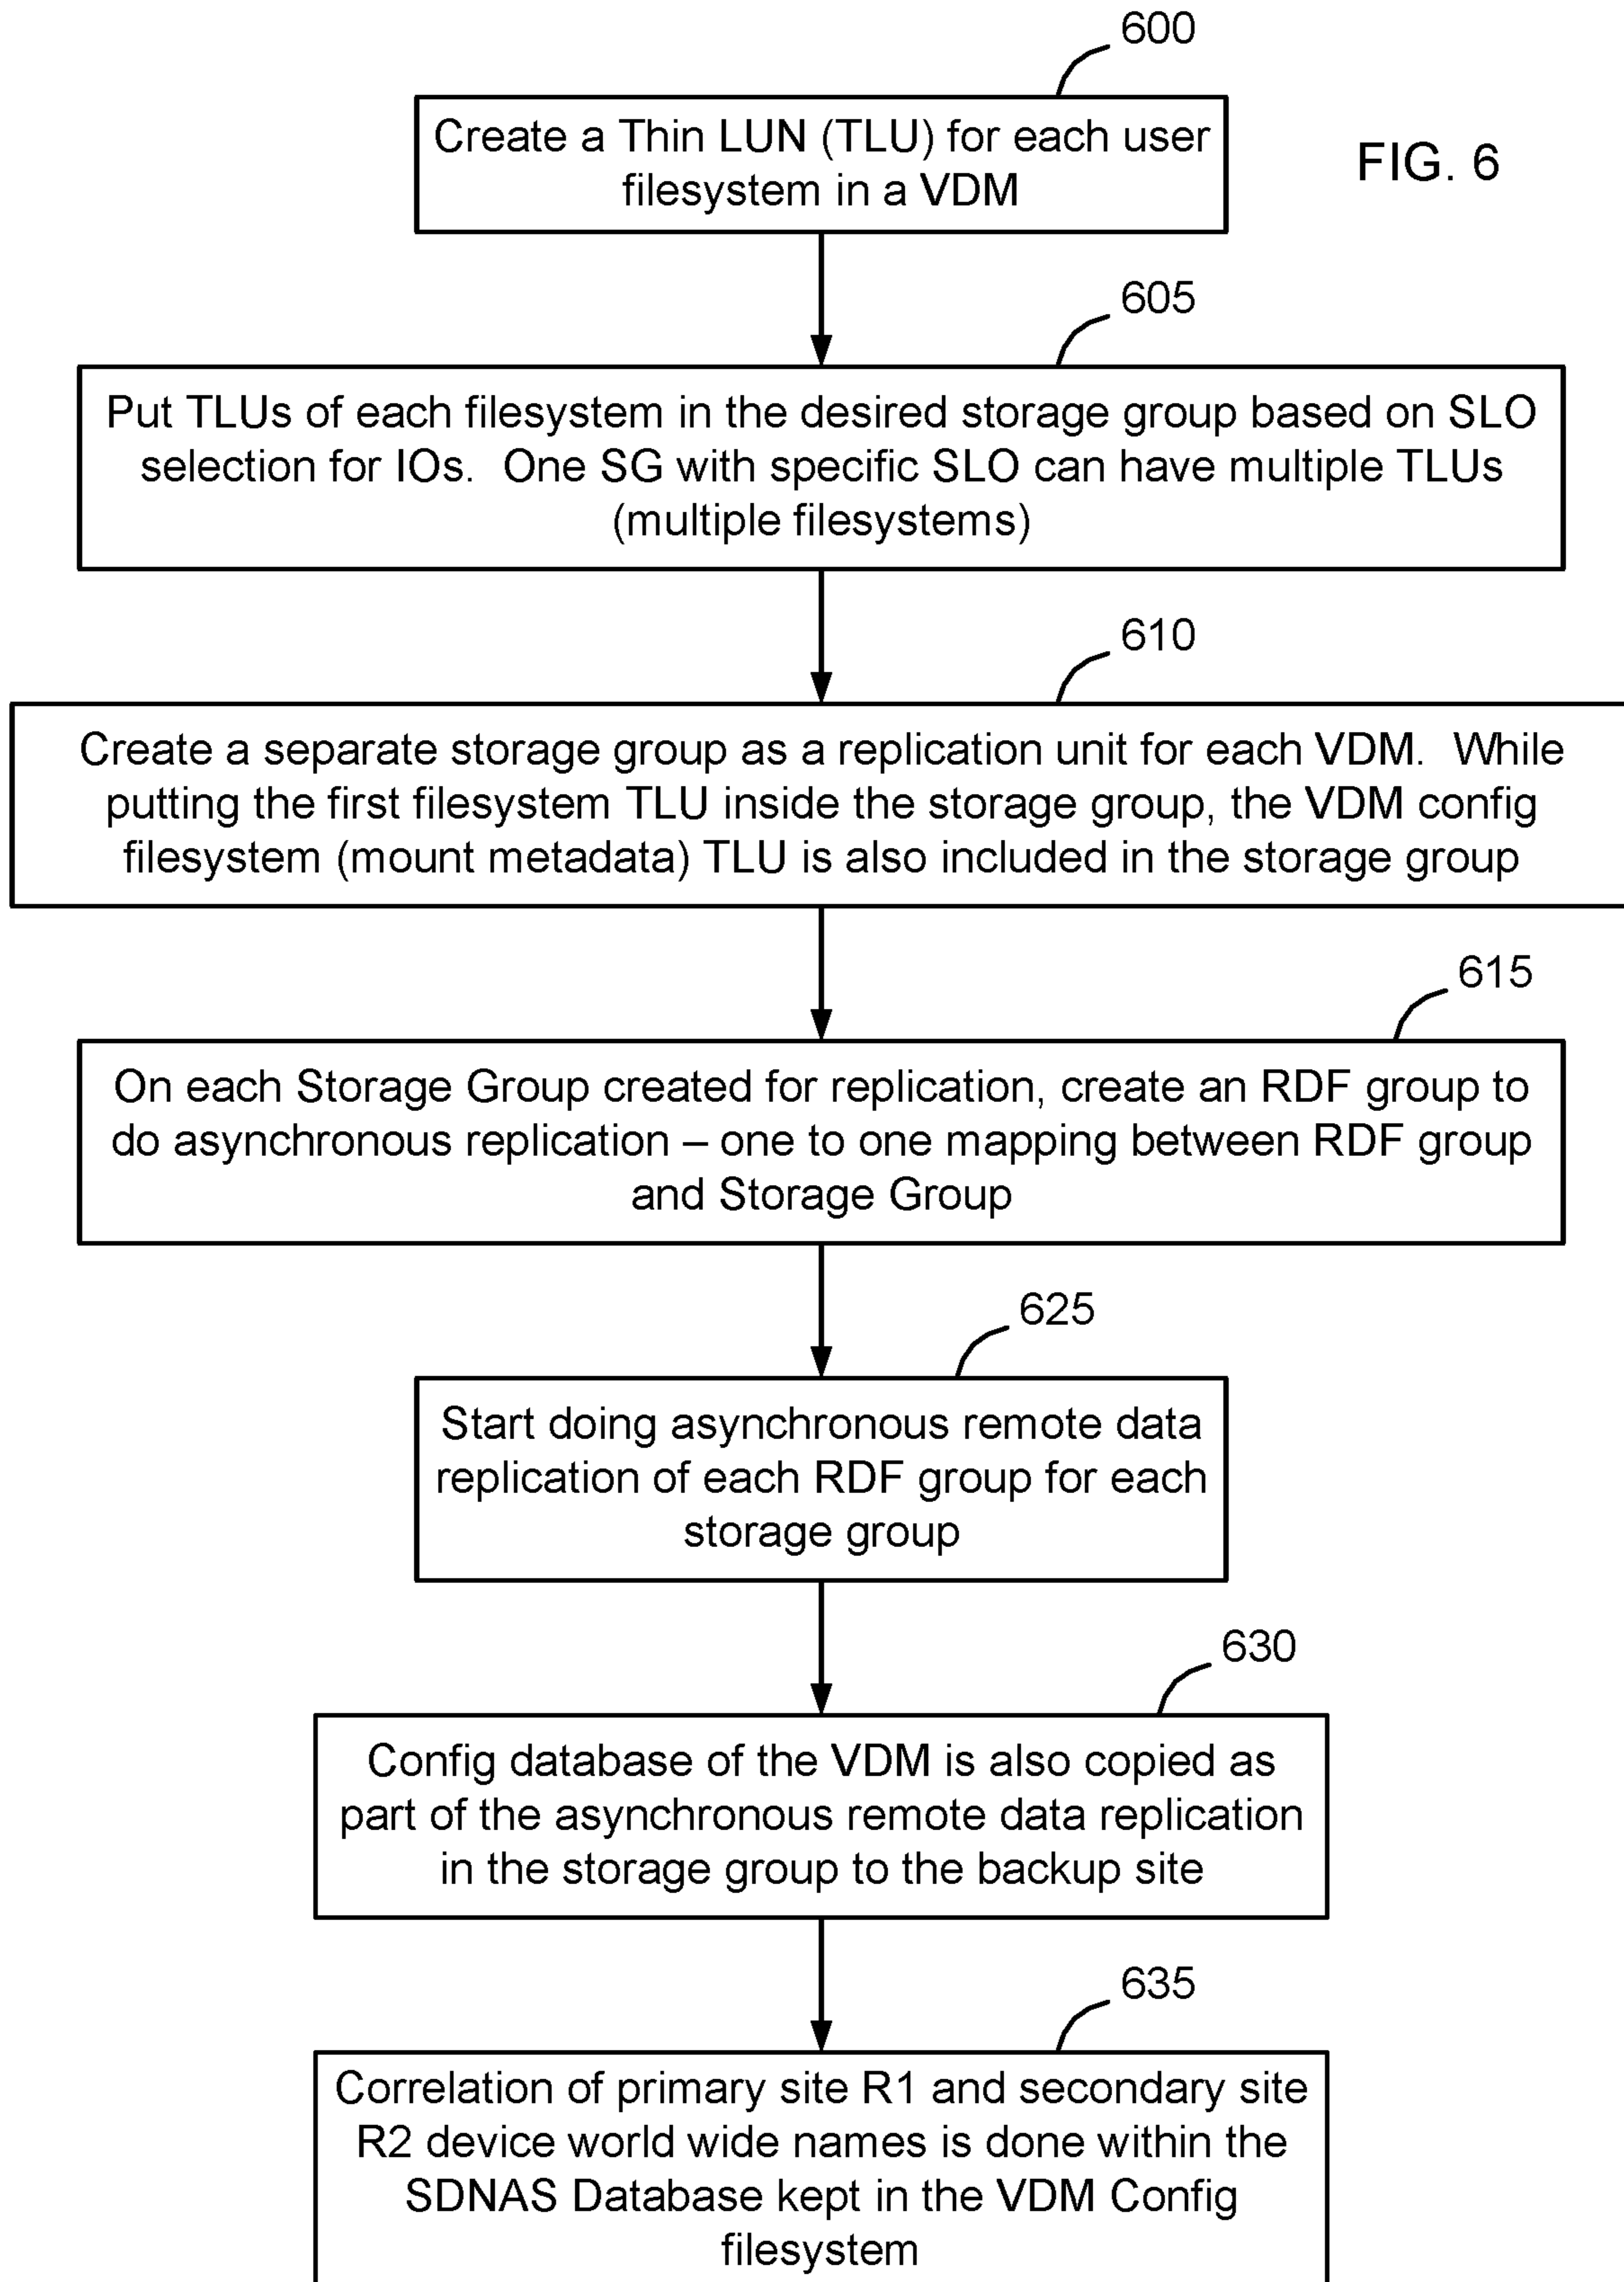 600
Create a Thin LUN (TLU) for each user
filesystem in a VDM
FIG. 6
605
Put TLUs of each filesystem in the desired storage group based on SLO
selection for IOs.  One SG with specific SLO can have multiple TLUs
(multiple filesystems)
610
Create a separate storage group as a replication unit for each VDM.  While
putting the first filesystem TLU inside the storage group, the VDM config
filesystem (mount metadata) TLU is also included in the storage group
615
On each Storage Group created for replication, create an RDF group to
do asynchronous replication – one to one mapping between RDF group
and Storage Group
625
Start doing asynchronous remote data
replication of each RDF group for each
storage group
630
Config database of the VDM is also copied as
part of the asynchronous remote data replication
in the storage group to the backup site
635
Correlation of primary site R1 and secondary site
R2 device world wide names is done within the
SDNAS Database kept in the VDM Config
filesystem